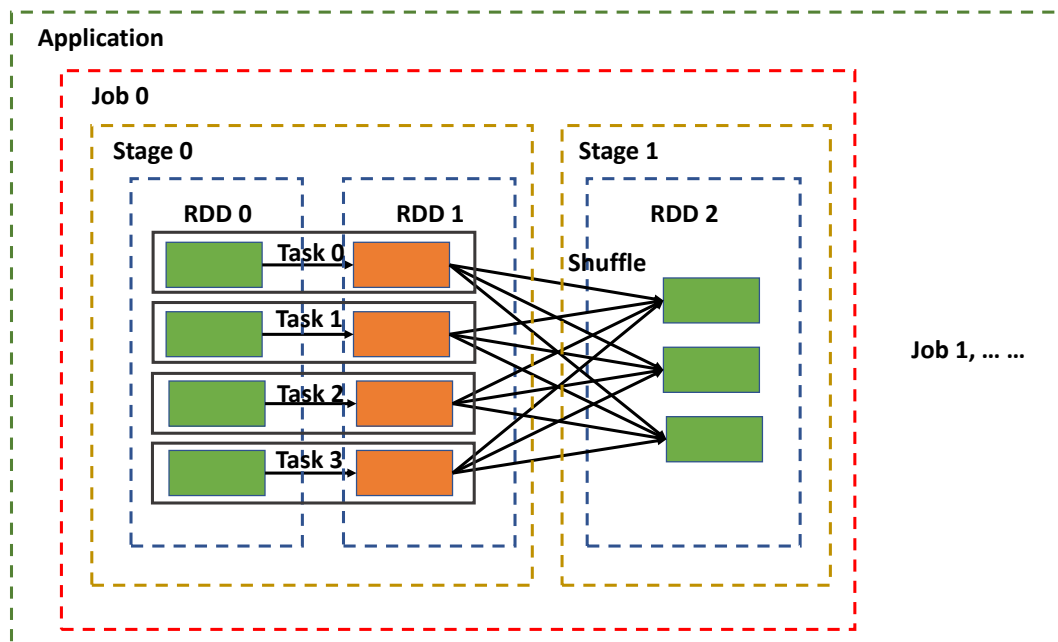 Application
Job 0
Stage 0
Stage 1
RDD 0
RDD 1
RDD 2
Task 0
Shuffle
Task 1
Job 1, … …
Task 2
Task 3